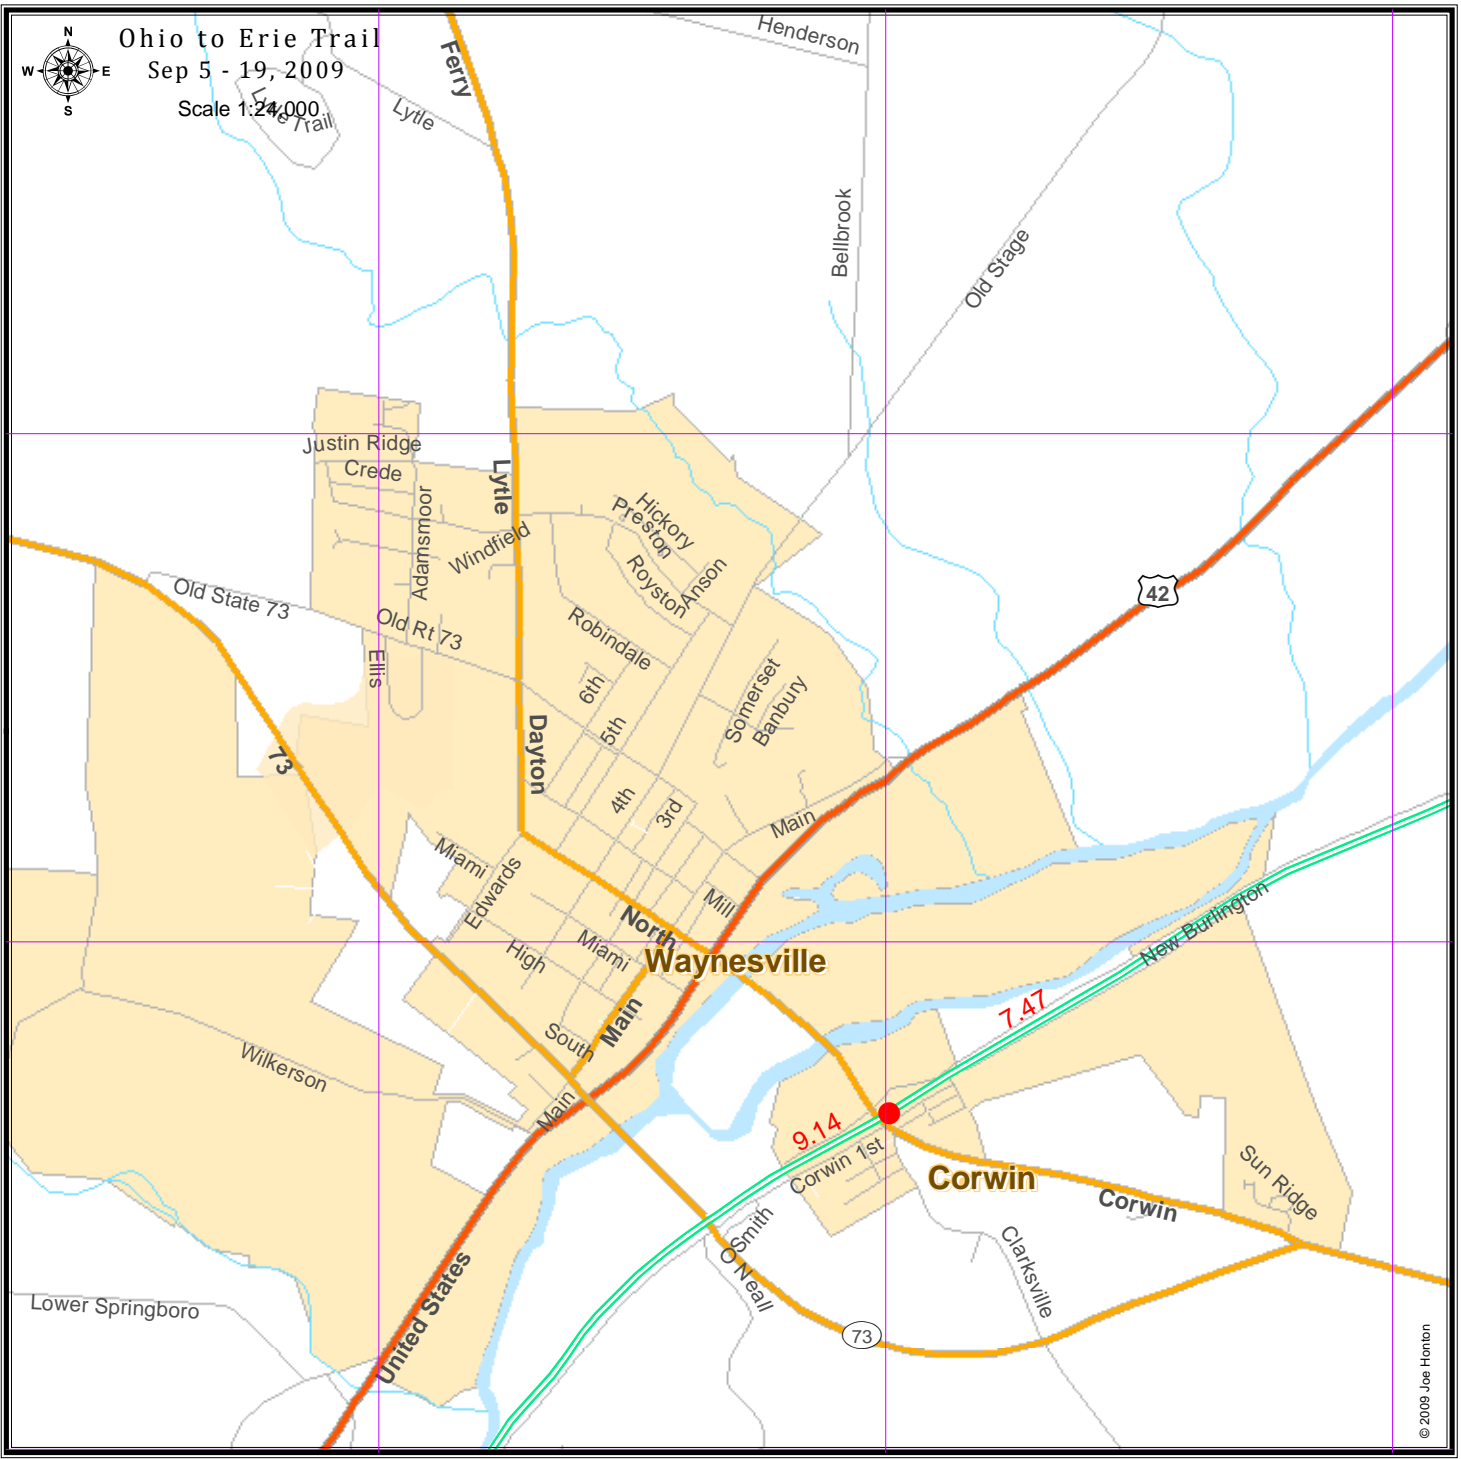 N
W
E
S
Ohio to Erie Trail
Sep 5 - 19, 2009
Scale 1:24,000
Trail
Lytle
Ferry
Henderson
Bellbrook
Old Stage
Justin Ridge
Crede
Lytle
Adamsmoor
Windfield
Hickory
Preston
Royston
Anson
Old State 73
Old Rt 73
Ellis
Robindale
6th
5th
Somerset
Banbury
42
73
Dayton
4th
3rd
Main
Miami
Edwards
Mill
North
Miami
High
Waynesville
New Burlington
7.47
Main
South
Wilkerson
Main
9.14
Corwin 1st
Corwin
Corwin
Sun Ridge
Smith
O Neall
Clarksville
United States
Lower Springboro
73
© 2009 Joe Honton